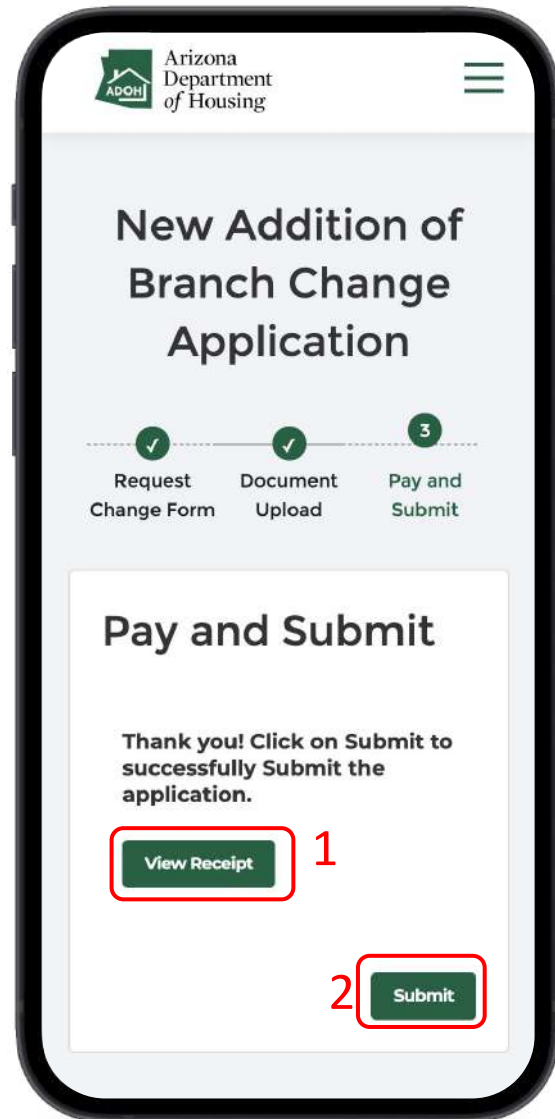 ADOH
Arizona
Department
of Housing
New Addition of
Branch Change
Application
3
Request
Change Form
Document
Upload
Pay and
Submit
Pay and Submit
Thank you! Click on Submit to
successfully Submit the
application.
View Receipt
1
2
Submit